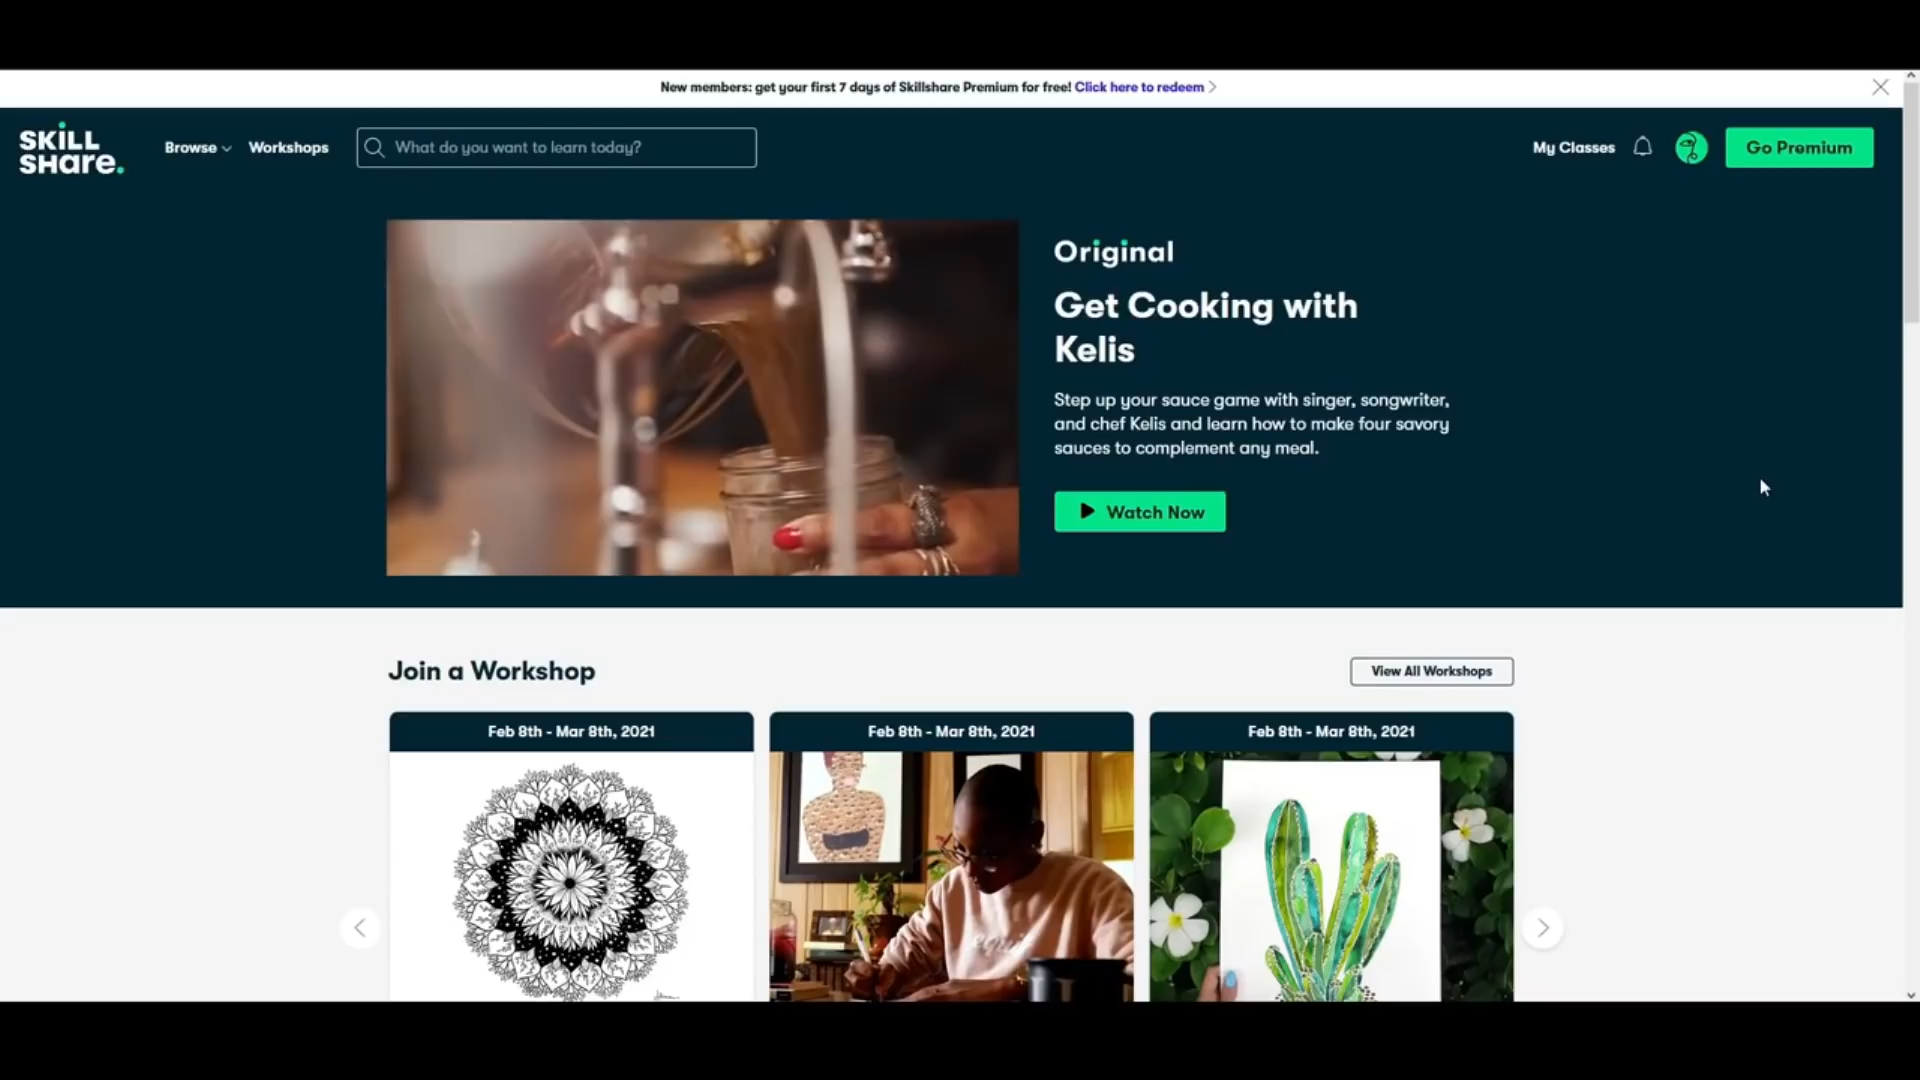 New members: get your first 7 days of Skillshare Premium for free! Click here to redeem
SKILL
SHare.
Browse
Workshops
What do you want to learn today?
My Classes
Go Premium
Original
Get Cooking with
Kelis
Step up your sauce game with singer, songwriter,
and chef Kelis and learn how to make four savory
sauces to complement any meal.
Watch Now
Join a Workshop
View All Workshops
Feb 8th - Mar 8th, 2021
Feb 8th - Mar 8th, 2021
Feb 8th - Mar 8th, 2021